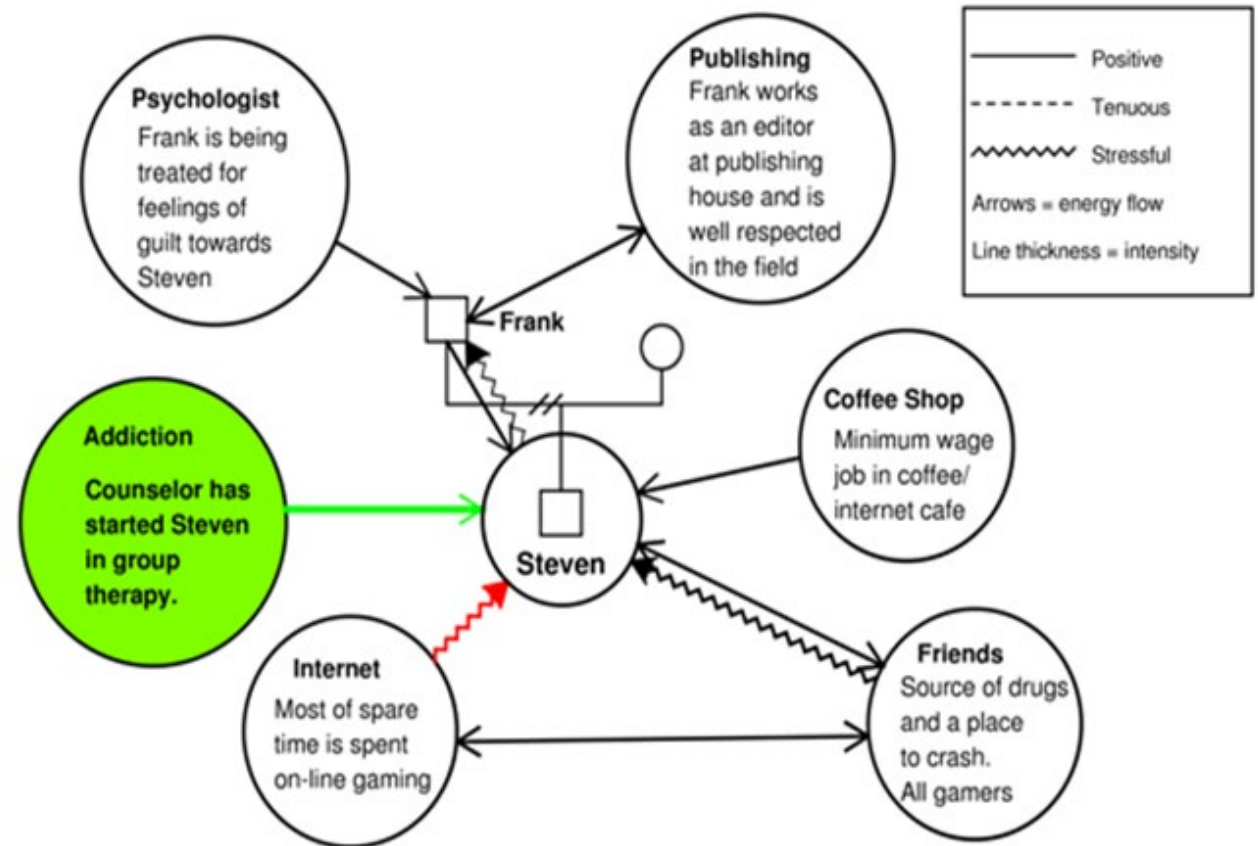 Psychologist
Frank is being
treated for
feelings of
guilt towards
Steven
Publishing
Frank works
as an editor
at publishing
house and is
well respected
in the field
Positive
Tenuous
Stressful
Arrows = energy flow
Line thickness = intensity
Frank
Coffee Shop
Minimum wage
job in coffee/
internet cafe
Addiction
Counselor has
started Steven
in group
therapy.
Steven
Internet
Most of spare
time is spent
on-line gaming
Friends
Source of drugs
and a place
to crash.
All gamers